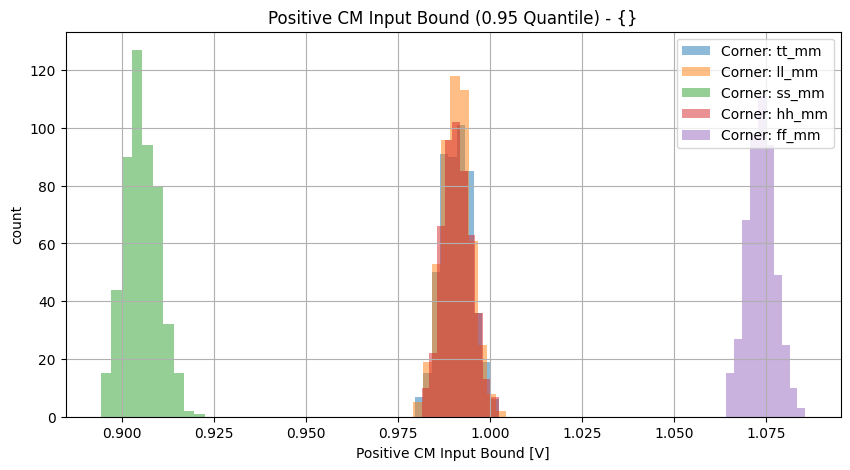 Positive CM Input Bound (0.95 Quantile) - {}
Corner: tt_mm
Corner: ll_mm
Corner: ss_mm
Corner: hh_mm
Corner: ff_mm
count
120
100
80
60
40
20
0
0.900 0.925 0.950 0.975 1.000 1.025 1.050 1.075
Positive CM Input Bound [V]